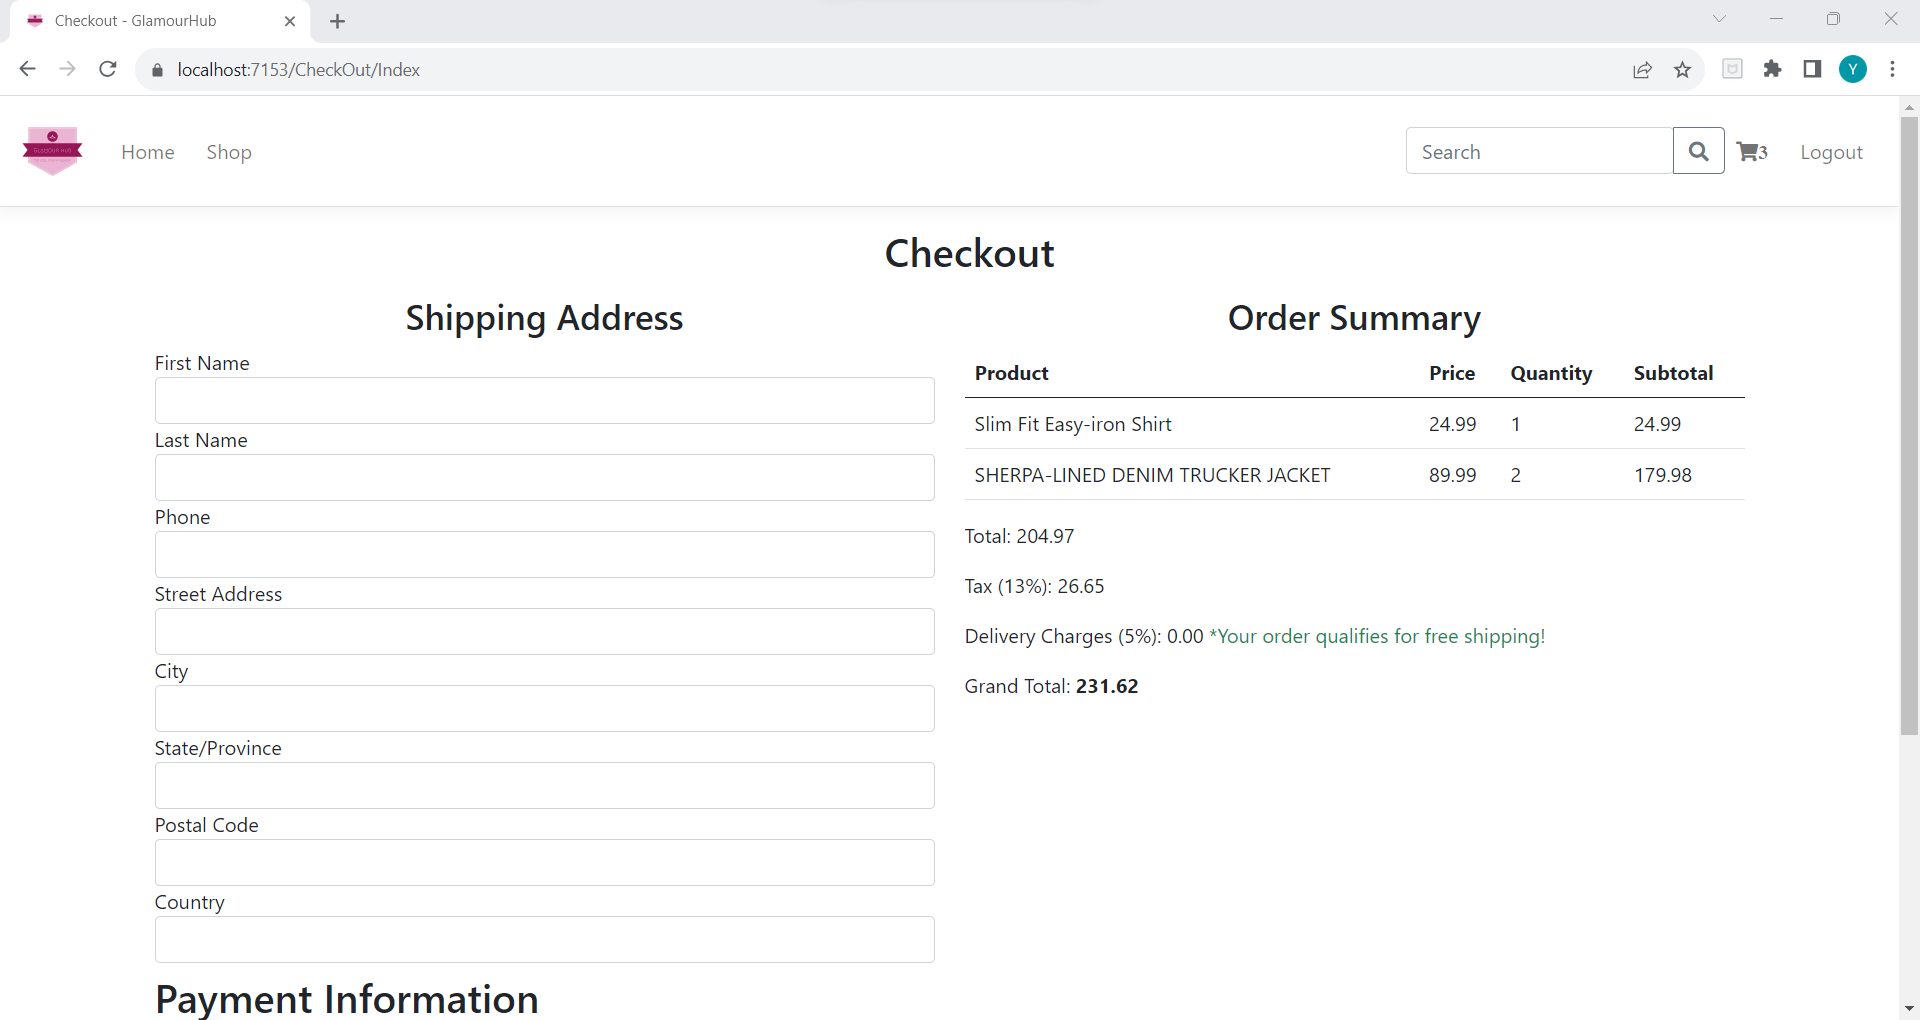 Checkout - GlamourHub
localhost:7153/CheckOut/Index
Y
GLAMOUR HUB
Home
Shop
Search
3
Logout
Checkout
Shipping Address
First Name
Last Name
Phone
Street Address
City
State/Province
Postal Code
Country
Payment Information
Order Summary
Product Price Quantity Subtotal
Slim Fit Easy-iron Shirt 24.99 1 24.99
SHERPA-LINED DENIM TRUCKER JACKET 89.99 2 179.98
Total: 204.97
Tax (13%): 26.65
Delivery Charges (5%): 0.00 *Your order qualifies for free shipping!
Grand Total: 231.62